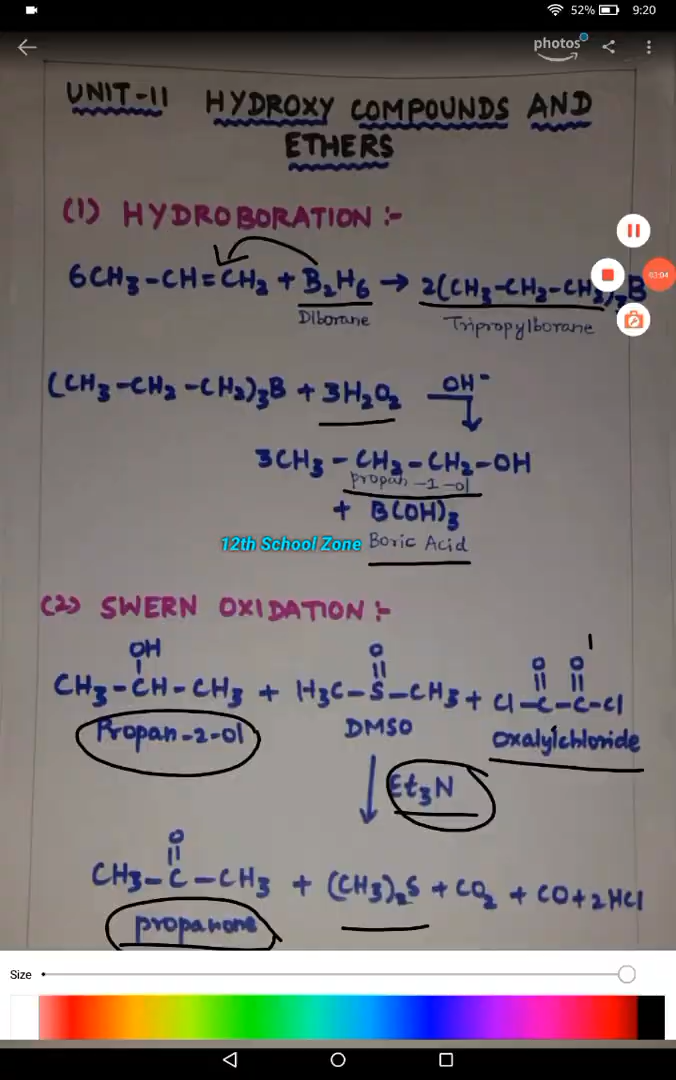 52% 9:20
photos
UNIT-11 HYDROXY COMPOUNDS AND
ETHERS
(1) HYDROBORATION :-
6CH3-CH=CH2 + B2H6 → 2(CH3-CH2-CH2)3B
Diborane Tripropylborane
03:04
(CH3-CH2-CH2)3B + 3H2O2 OH-
3CH3-CH2-CH2-OH
propan-1-ol
+ B(OH)3
12th School Zone Boric Acid
(2) SWERN OXIDATION :-
OH O O O
CH3-CH-CH3 + H3C-S-CH3 + Cl-C-C-Cl
Propan-2-ol DMSO Oxalylchloride
Et3N
O
CH3-C-CH3 + (CH3)2S + CO2 + CO+2HCl
propanone
Size